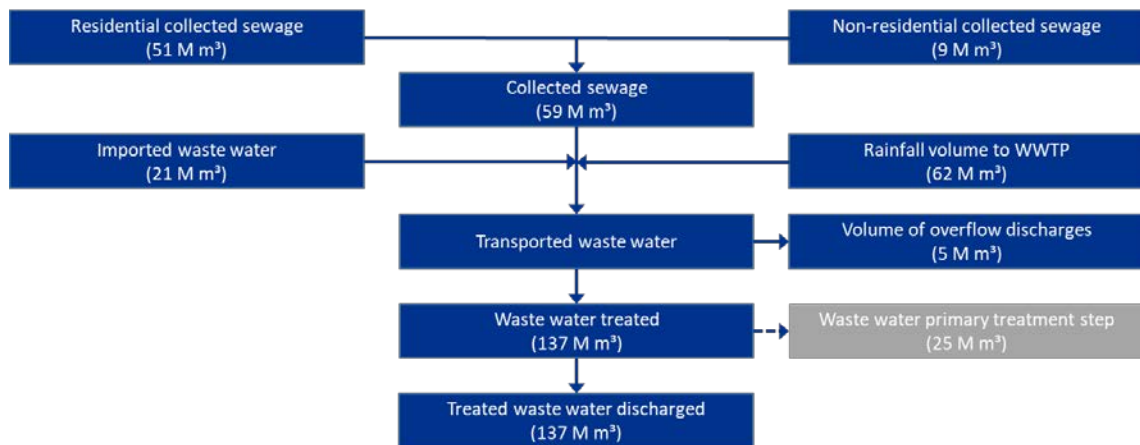 Residential collected sewage
(51 M m³)
Non-residential collected sewage
(9 M m³)
Collected sewage
(59 M m³)
Imported waste water
(21 M m³)
Rainfall volume to WWTP
(62 M m³)
Transported waste water
Volume of overflow discharges
(5 M m³)
Waste water treated
(137 M m³)
Waste water primary treatment step
(25 M m³)
Treated waste water discharged
(137 M m³)